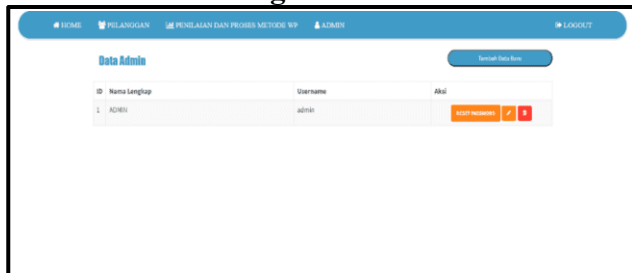 HOME PELANGGAN PENILAIAN DAN PROSES METODE WP ADMIN LOGOUT
Data Admin Tambah Data Baru
ID Nama Lengkap Username Aksi
1 ADMIN admin RESET PASSWORD